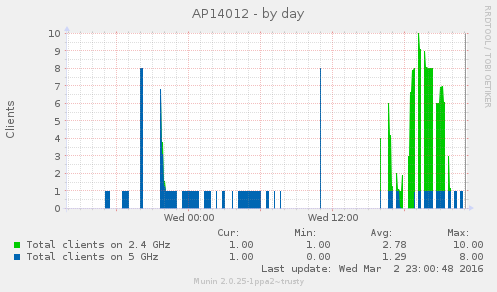 AP14012 - by day
RRDTOOL / TOBI OETIKER
Clients
10
9
8
7
6
5
4
3
2
1
0
Wed 00:00 Wed 12:00
Cur: Min: Avg: Max:
Total clients on 2.4 GHz 1.00 1.00 2.78 10.00
Total clients on 5 GHz 1.00 0.00 1.29 8.00
Last update: Wed Mar 2 23:00:48 2016
Munin 2.0.25-1ppa2~trusty